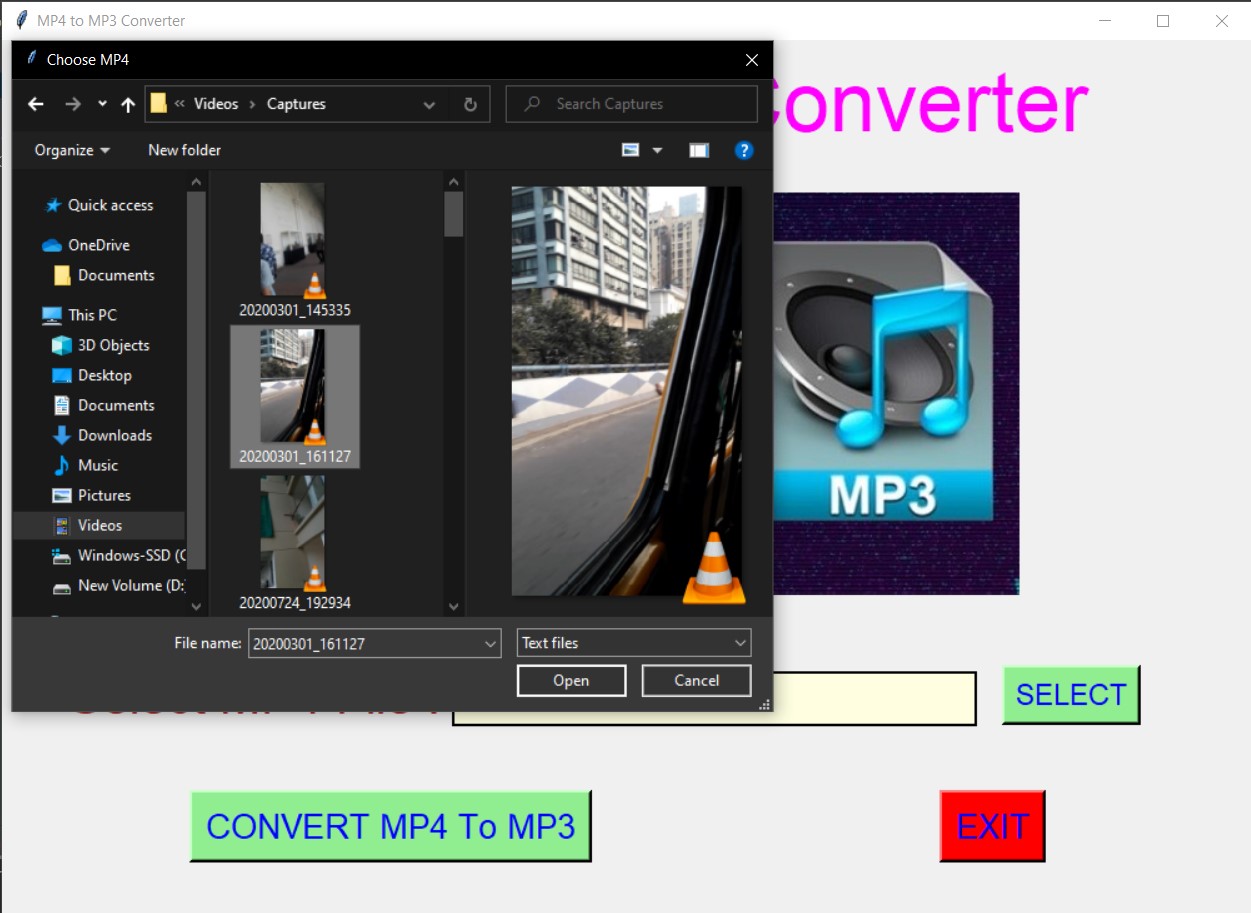 MP4 to MP3 Converter
Choose MP4
« Videos › Captures
Search Captures
Converter
Organize
New folder
?
Quick access
OneDrive
Documents
This PC
3D Objects
Desktop
Documents
Downloads
Music
Pictures
Videos
Windows-SSD (C
New Volume (D:
20200301_145335
20200301_161127
20200724_192934
MP3
File name: 20200301_161127
Text files
Open
Cancel
SELECT
CONVERT MP4 To MP3
EXIT